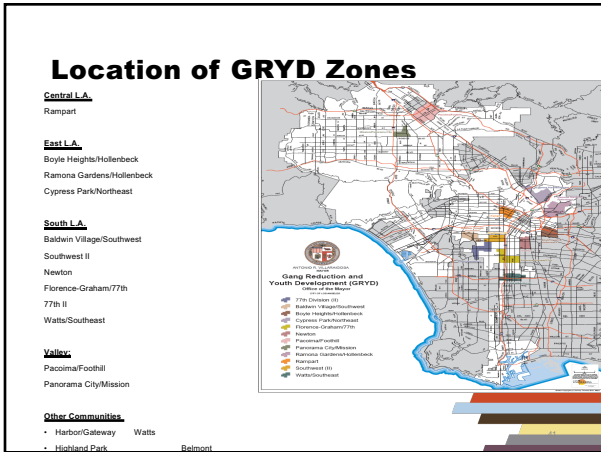 Location of GRYD Zones
Central L.A.
Rampart
East L.A.
Boyle Heights/Hollenbeck
Ramona Gardens/Hollenbeck
Cypress Park/Northeast
South L.A.
Baldwin Village/Southwest
Southwest II
Newton
Florence-Graham/77th
77th II
Watts/Southeast
Valley:
Pacoima/Foothill
Panorama City/Mission
Other Communities
• Harbor/Gateway Watts
• Highland Park Belmont
ANTONIO R. VILLARAIGOSA
Gang Reduction and
Youth Development (GRYD)
Office of the Mayor
77th Division (II)
Baldwin Village/Southwest
Boyle Heights/Hollenbeck
Cypress Park/Northeast
Florence-Graham/77th
Newton
Pacoima/Foothill
Panorama City/Mission
Ramona Gardens/Hollenbeck
Rampart
Southwest (II)
Watts/Southeast